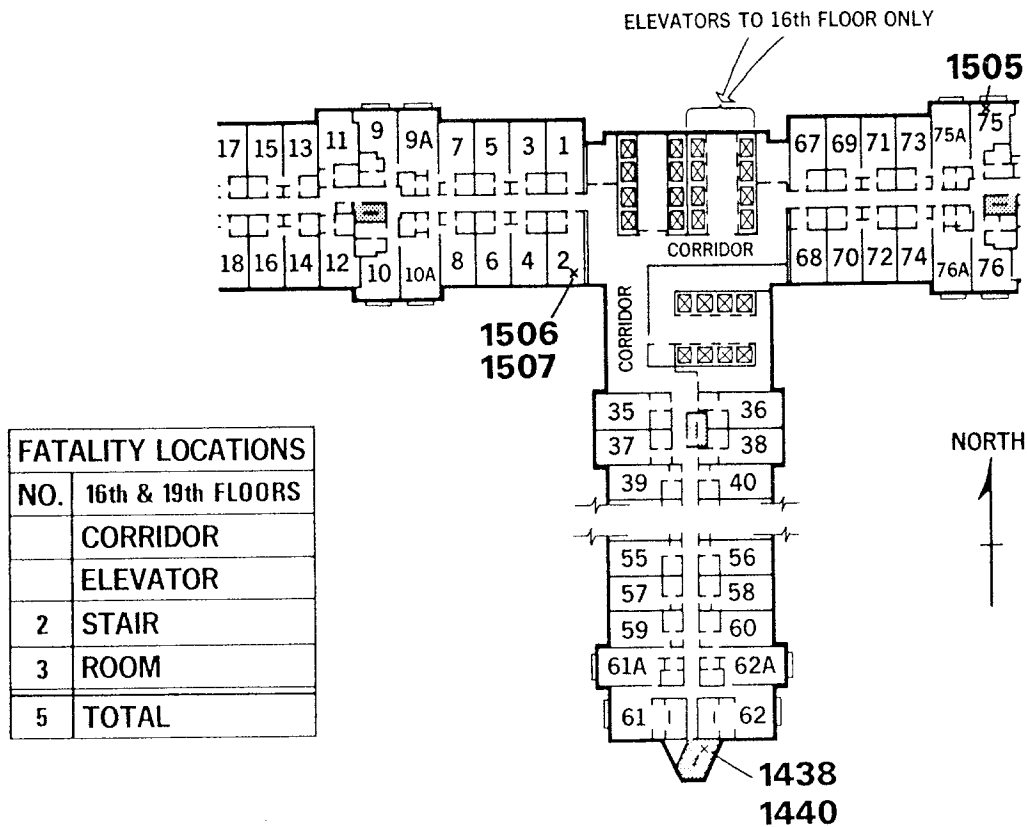 ELEVATORS TO 16th FLOOR ONLY
1505
17 15 13 11 9 9A 7 5 3 1
67 69 71 73 75A 75
CORRIDOR
18 16 14 12 10 10A 8 6 4 2
68 70 72 74 76A 76
CORRIDOR
1506
1507
35 36
37 38
39 40
NORTH
FATALITY LOCATIONS
NO. 16th & 19th FLOORS
CORRIDOR
ELEVATOR
2 STAIR
3 ROOM
5 TOTAL
55 56
57 58
59 60
61A 62A
61 62
1438
1440